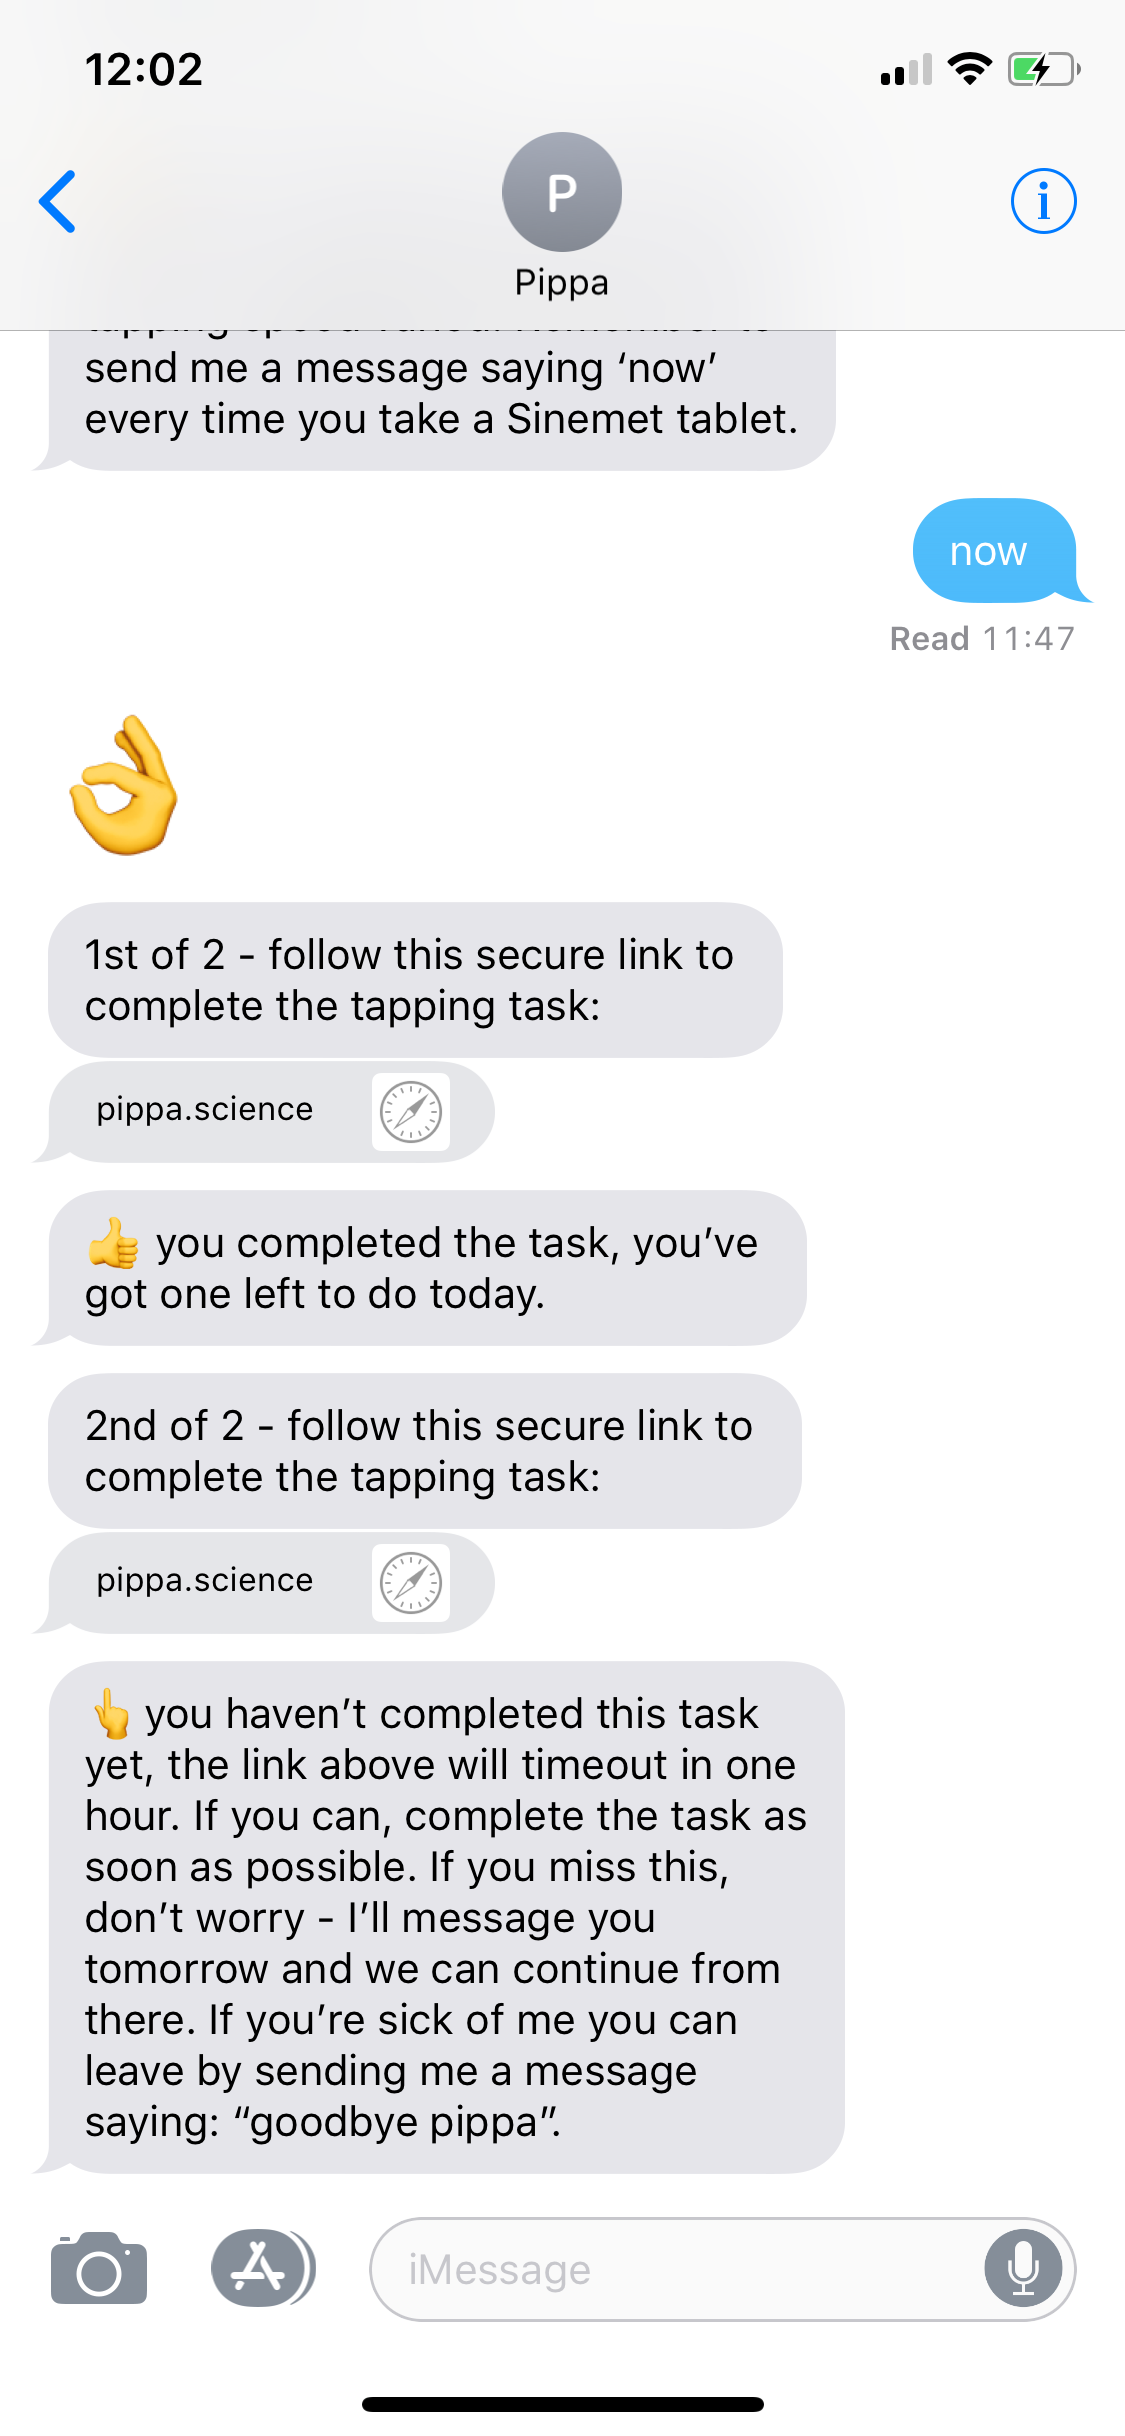 12:02
P
Pippa
send me a message saying ‘now’
every time you take a Sinemet tablet.
now
Read 11:47
👌
1st of 2 - follow this secure link to
complete the tapping task:
pippa.science
👍 you completed the task, you’ve
got one left to do today.
2nd of 2 - follow this secure link to
complete the tapping task:
pippa.science
👆 you haven’t completed this task
yet, the link above will timeout in one
hour. If you can, complete the task as
soon as possible. If you miss this,
don’t worry - I’ll message you
tomorrow and we can continue from
there. If you’re sick of me you can
leave by sending me a message
saying: “goodbye pippa”.
iMessage